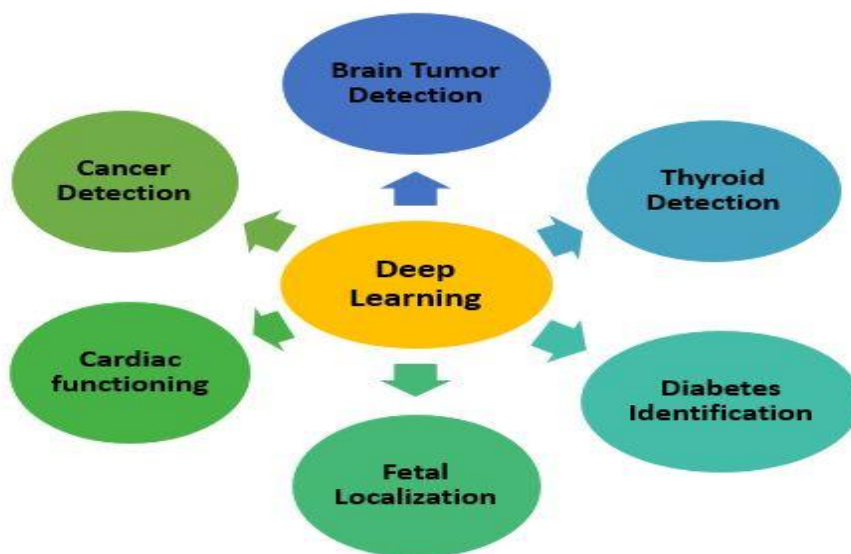 Brain Tumor
Detection
Cancer
Detection
Thyroid
Detection
Deep
Learning
Cardiac
functioning
Diabetes
Identification
Fetal
Localization